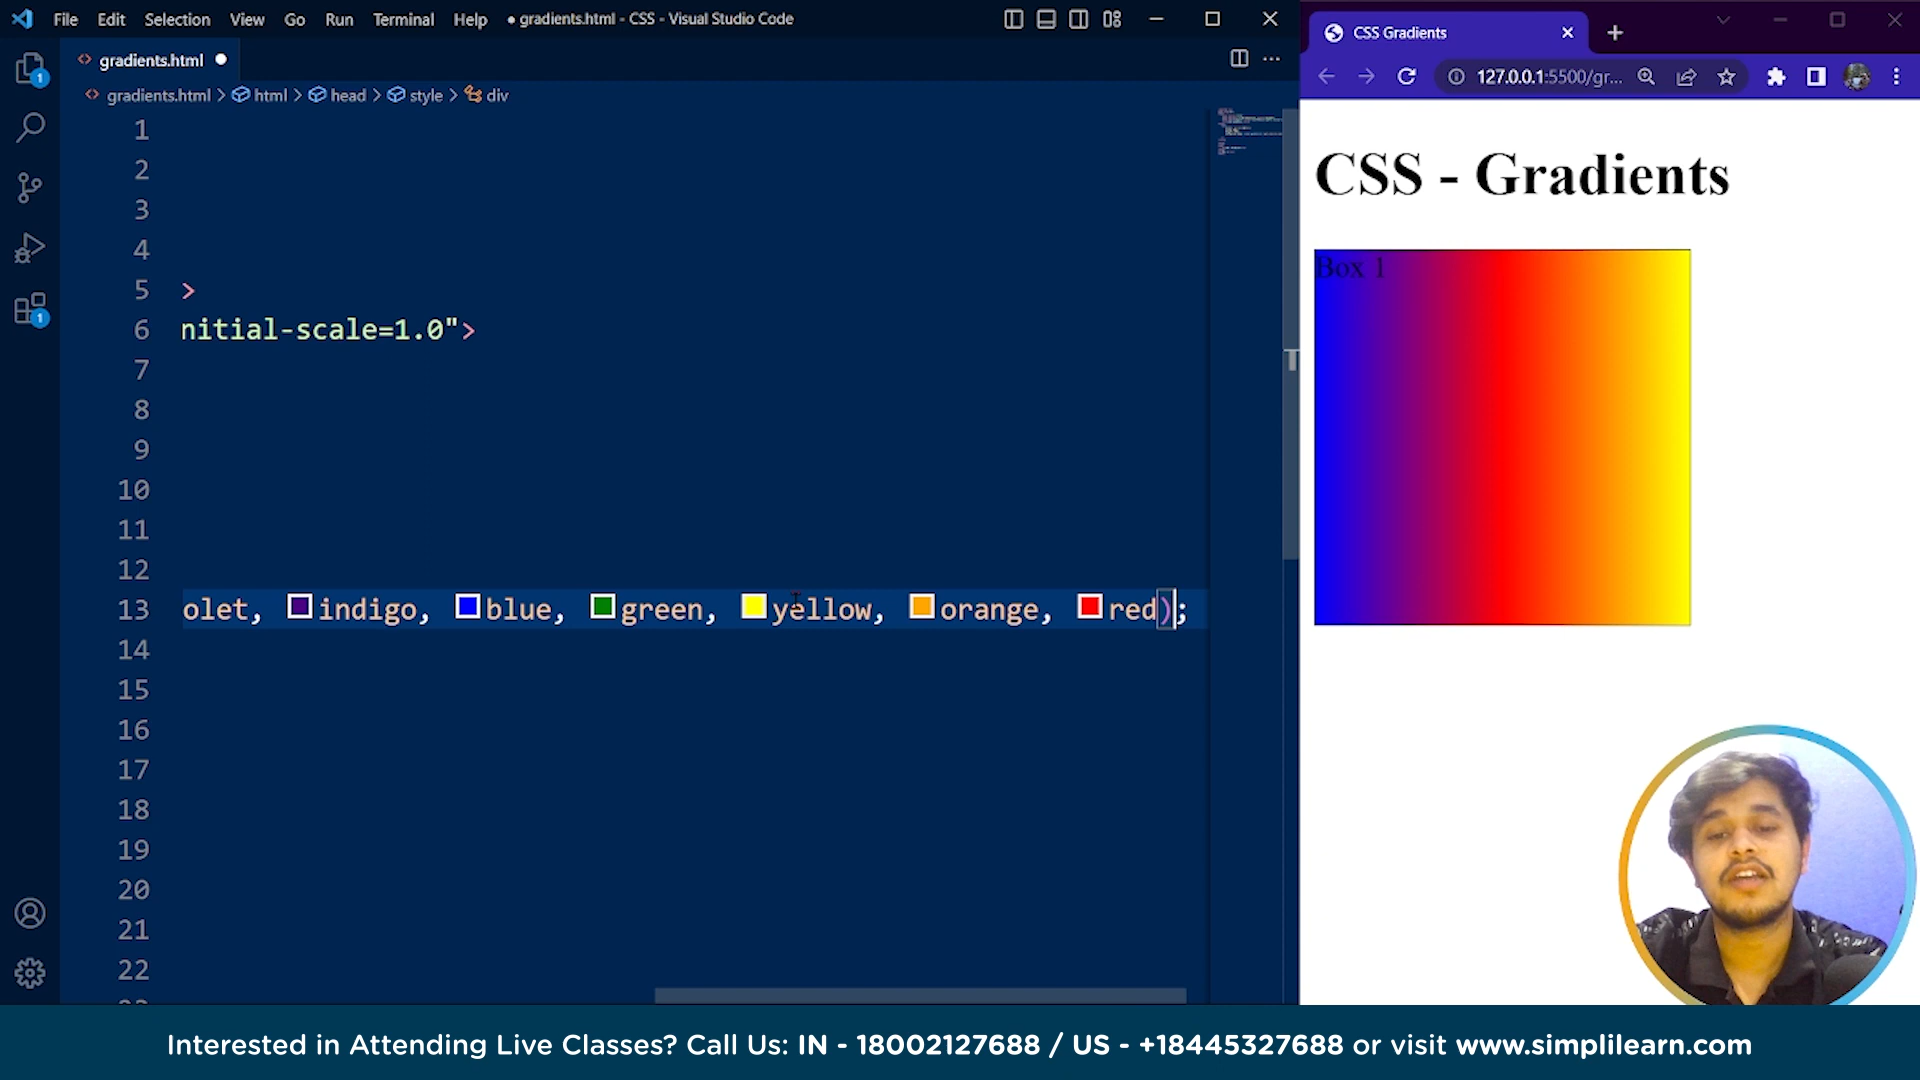 File Edit Selection View Go Run Terminal Help ● gradients.html - CSS - Visual Studio Code
gradients.html
gradients.html > html > head > style > div
1
2
3
4
5 >
6 nitial-scale=1.0">
7
8
9
10
11
12
13 olet, indigo, blue, green, yellow, orange, red);
14
15
16
17
18
19
20
21
22
1
1
CSS Gradients
127.0.0.1:5500/gr...
CSS - Gradients
Box 1
Interested in Attending Live Classes? Call Us: IN - 18002127688 / US - +18445327688 or visit www.simplilearn.com